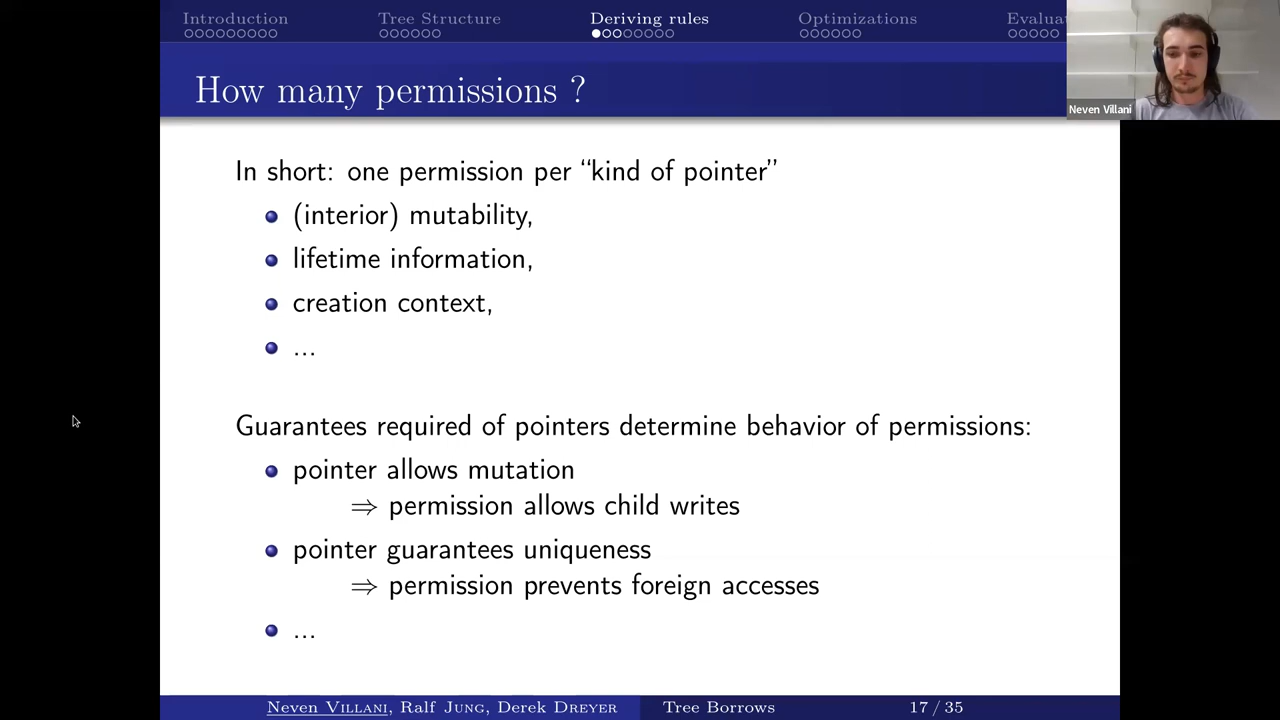 Introduction Tree Structure Deriving rules Optimizations Evalua
How many permissions ?
Neven Villani
In short: one permission per “kind of pointer”
(interior) mutability,
lifetime information,
creation context,
...
Guarantees required of pointers determine behavior of permissions:
pointer allows mutation
⇒ permission allows child writes
pointer guarantees uniqueness
⇒ permission prevents foreign accesses
...
Neven Villani, Ralf Jung, Derek Dreyer Tree Borrows 17 / 35